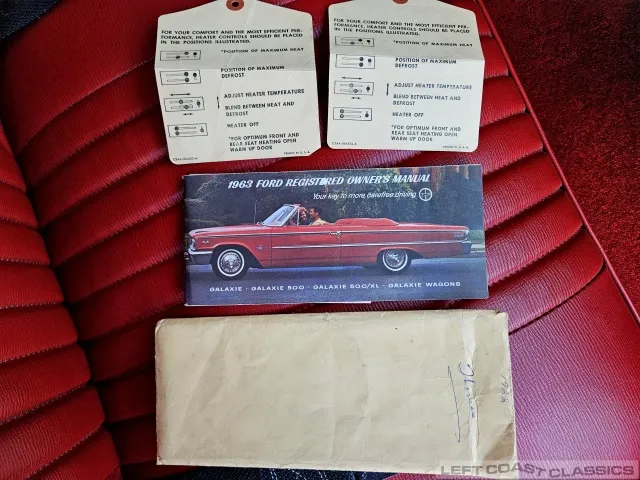 FOR YOUR COMFORT AND THE MOST EFFICIENT PER-
FORMANCE, HEATER CONTROLS SHOULD BE PLACED
IN THE POSITIONS ILLUSTRATED.
*POSITION OF MAXIMUM HEAT
POSITION OF MAXIMUM
DEFROST
ADJUST HEATER TEMPERATURE
BLEND BETWEEN HEAT AND
DEFROST
HEATER OFF
*FOR OPTIMUM FRONT AND
REAR SEAT HEATING OPEN
WARM UP DOOR
PRINTED IN U.S.A.
FOR YOUR COMFORT AND THE MOST EFFICIENT PER-
FORMANCE, HEATER CONTROLS SHOULD BE PLACED
IN THE POSITIONS ILLUSTRATED.
*POSITION OF MAXIMUM HEAT
POSITION OF MAXIMUM
DEFROST
ADJUST HEATER TEMPERATURE
BLEND BETWEEN HEAT AND
DEFROST
HEATER OFF
*FOR OPTIMUM FRONT AND
REAR SEAT HEATING OPEN
WARM UP DOOR
PRINTED IN U.S.A.
1963 FORD REGISTERED OWNER'S MANUAL
Your key to more carefree driving
GALAXIE · GALAXIE 500 · GALAXIE 500/XL · GALAXIE WAGONS
LEFT COAST CLASSICS